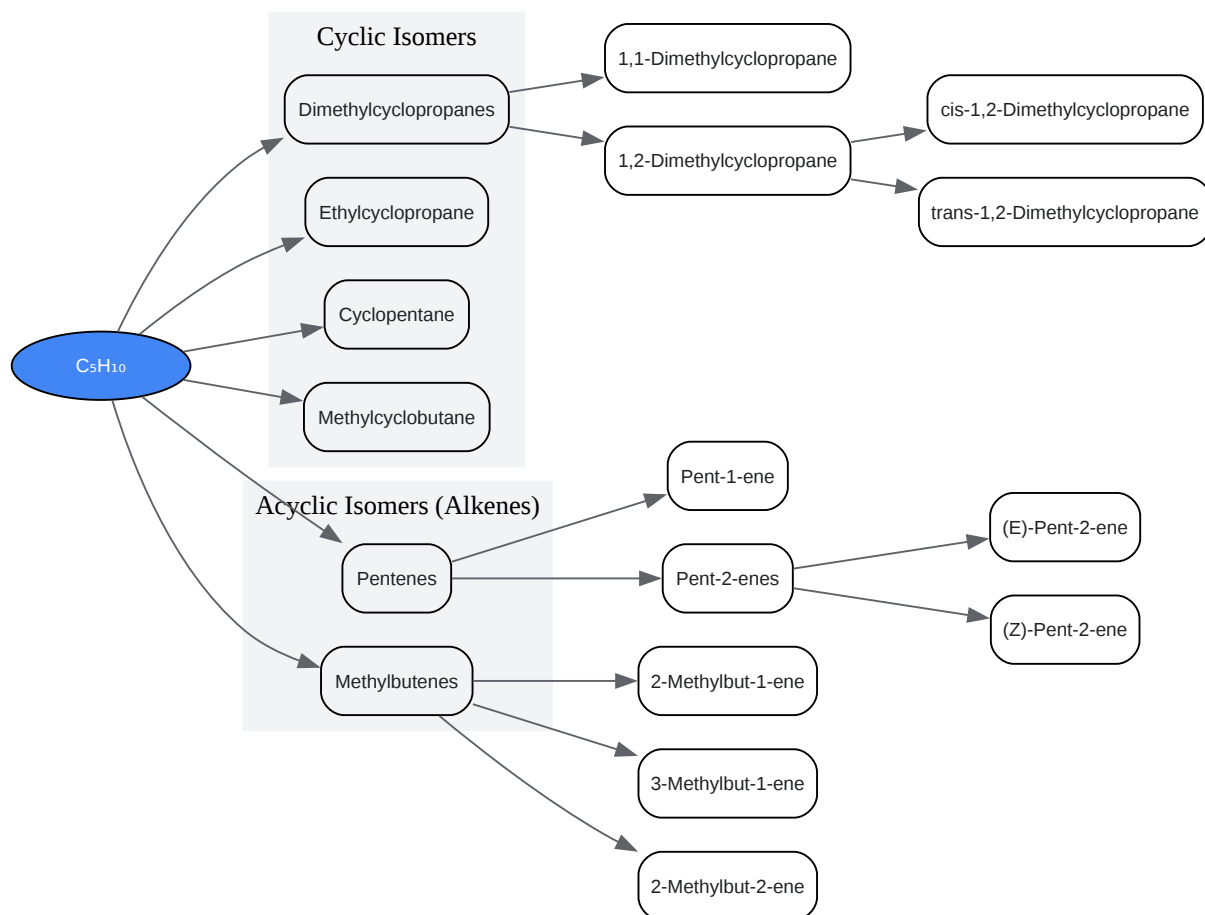 Cyclic Isomers
1,1-Dimethylcyclopropane
Dimethylcyclopropanes
cis-1,2-Dimethylcyclopropane
1,2-Dimethylcyclopropane
Ethylcyclopropane
trans-1,2-Dimethylcyclopropane
Cyclopentane
C₅H₁₀
Methylcyclobutane
Pent-1-ene
Acyclic Isomers (Alkenes)
(E)-Pent-2-ene
Pentenes
Pent-2-enes
(Z)-Pent-2-ene
Methylbutenes
2-Methylbut-1-ene
3-Methylbut-1-ene
2-Methylbut-2-ene